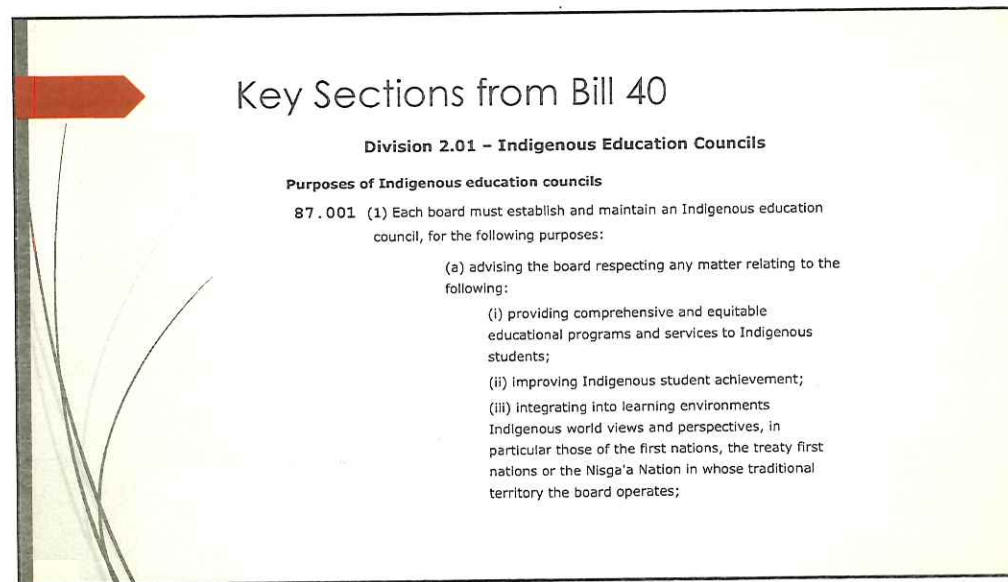 Key Sections from Bill 40
Division 2.01 – Indigenous Education Councils
Purposes of Indigenous education councils
87.001 (1) Each board must establish and maintain an Indigenous education
council, for the following purposes:
(a) advising the board respecting any matter relating to the
following:
(i) providing comprehensive and equitable
educational programs and services to Indigenous
students;
(ii) improving Indigenous student achievement;
(iii) integrating into learning environments
Indigenous world views and perspectives, in
particular those of the first nations, the treaty first
nations or the Nisga'a Nation in whose traditional
territory the board operates;